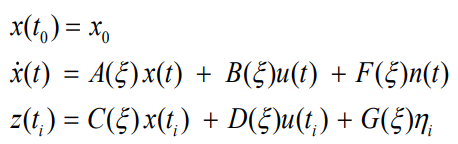 x(t₀) = x₀
ẋ(t) = A(ξ)x(t) + B(ξ)u(t) + F(ξ)n(t)
z(tᵢ) = C(ξ)x(tᵢ) + D(ξ)u(tᵢ) + G(ξ)ηᵢ